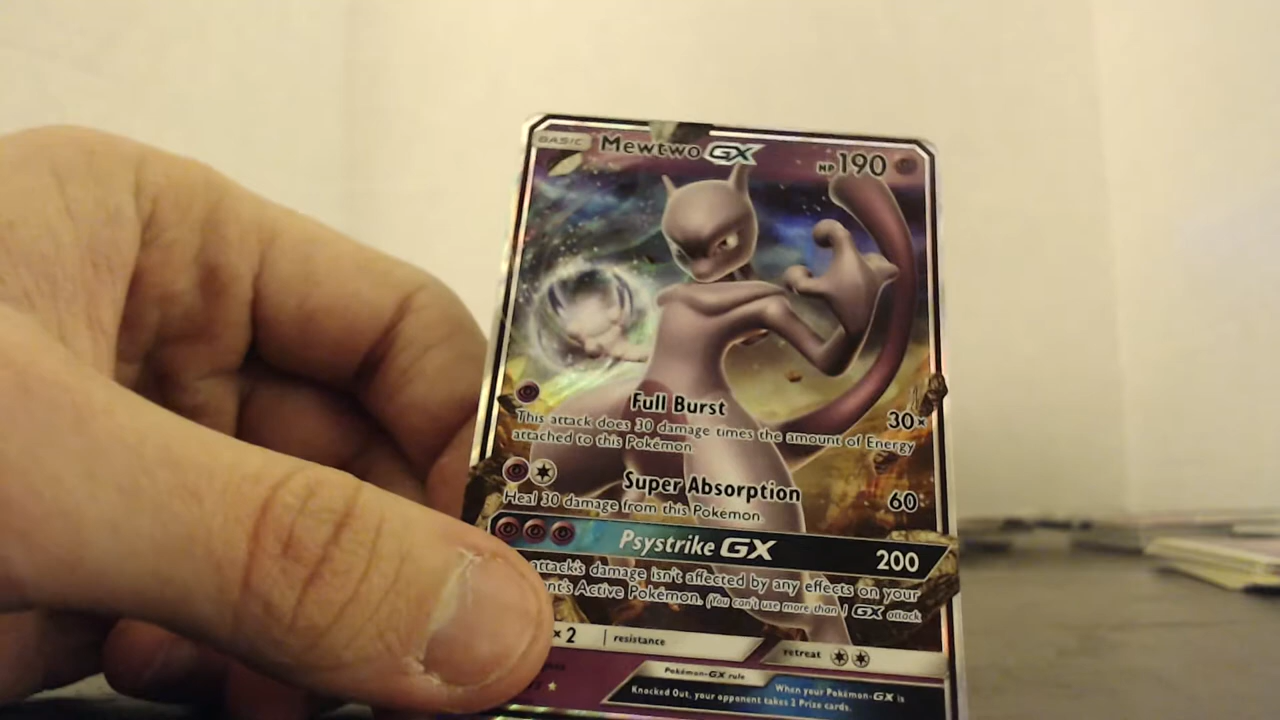 BASIC Mewtwo GX HP 190
Full Burst 30×
This attack does 30 damage times the amount of Energy
attached to this Pokémon.
Super Absorption 60
Heal 30 damage from this Pokémon.
Psystrike GX 200
attack's damage isn't affected by any effects on your
nt's Active Pokémon. (You can't use more than 1 GX attack
×2 resistance retreat
Pokémon-GX rule When your Pokémon-GX is
Knocked Out, your opponent takes 2 Prize cards.